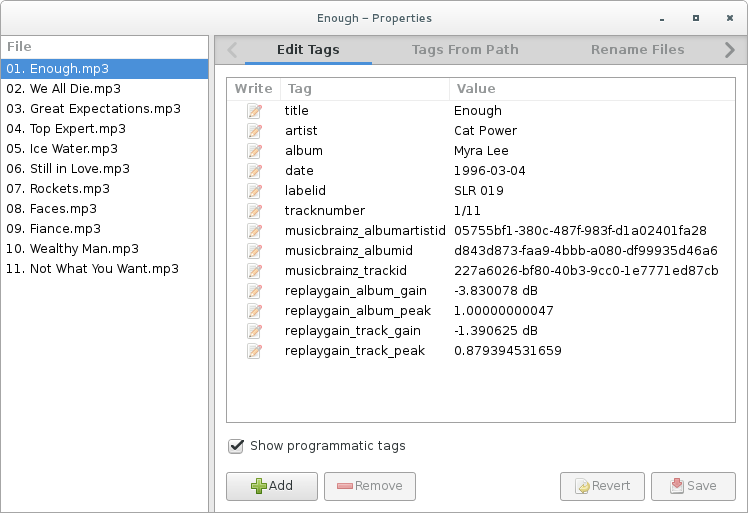 Enough – Properties
File
01. Enough.mp3
02. We All Die.mp3
03. Great Expectations.mp3
04. Top Expert.mp3
05. Ice Water.mp3
06. Still in Love.mp3
07. Rockets.mp3
08. Faces.mp3
09. Fiance.mp3
10. Wealthy Man.mp3
11. Not What You Want.mp3
Edit Tags Tags From Path Rename Files
Write Tag Value
title Enough
artist Cat Power
album Myra Lee
date 1996-03-04
labelid SLR 019
tracknumber 1/11
musicbrainz_albumartistid 05755bf1-380c-487f-983f-d1a02401fa28
musicbrainz_albumid d843d873-faa9-4bbb-a080-df99935d46a6
musicbrainz_trackid 227a6026-bf80-40b3-9cc0-1e7771ed87cb
replaygain_album_gain -3.830078 dB
replaygain_album_peak 1.00000000047
replaygain_track_gain -1.390625 dB
replaygain_track_peak 0.879394531659
Show programmatic tags
Add Remove Revert Save